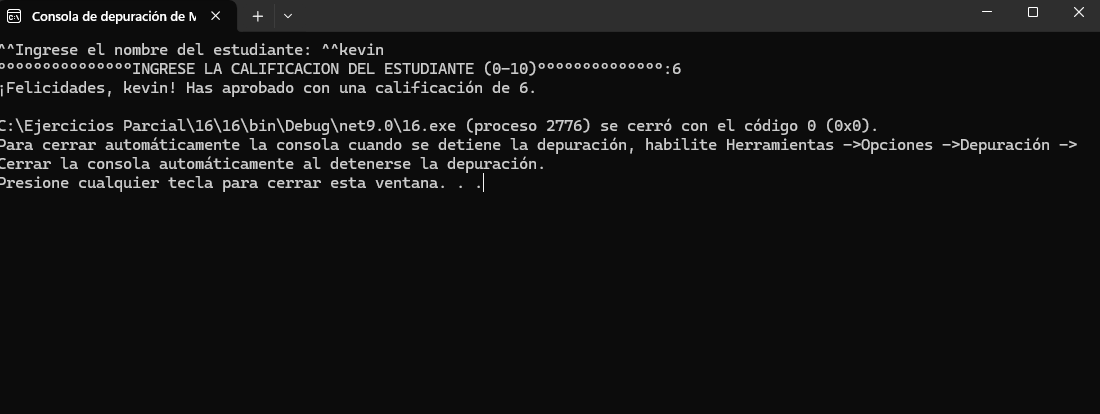 Consola de depuración de M
^^Ingrese el nombre del estudiante: ^^kevin
°°°°°°°°°°°°°°°INGRESE LA CALIFICACION DEL ESTUDIANTE (0-10)°°°°°°°°°°°°°°:6
¡Felicidades, kevin! Has aprobado con una calificación de 6.
C:\Ejercicios Parcial\16\16\bin\Debug\net9.0\16.exe (proceso 2776) se cerró con el código 0 (0x0).
Para cerrar automáticamente la consola cuando se detiene la depuración, habilite Herramientas ->Opciones ->Depuración ->
Cerrar la consola automáticamente al detenerse la depuración.
Presione cualquier tecla para cerrar esta ventana. . .